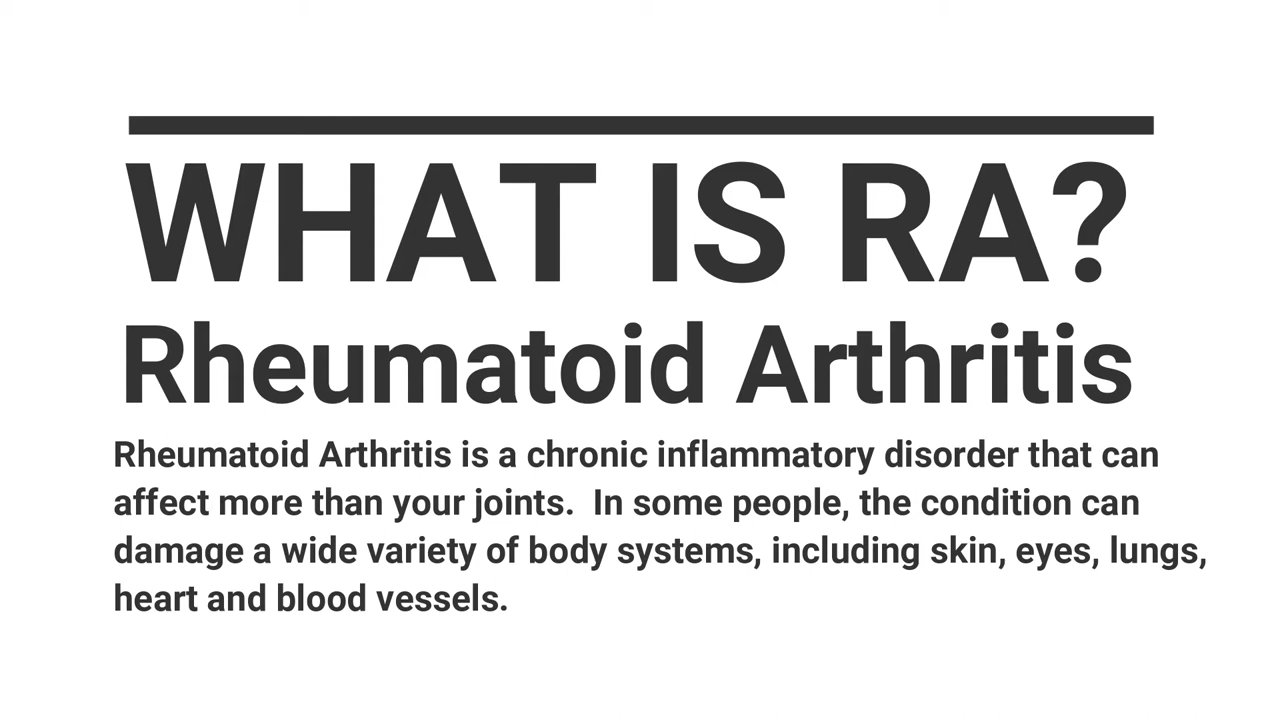 WHAT IS RA?
Rheumatoid Arthritis
Rheumatoid Arthritis is a chronic inflammatory disorder that can
affect more than your joints.  In some people, the condition can
damage a wide variety of body systems, including skin, eyes, lungs,
heart and blood vessels.